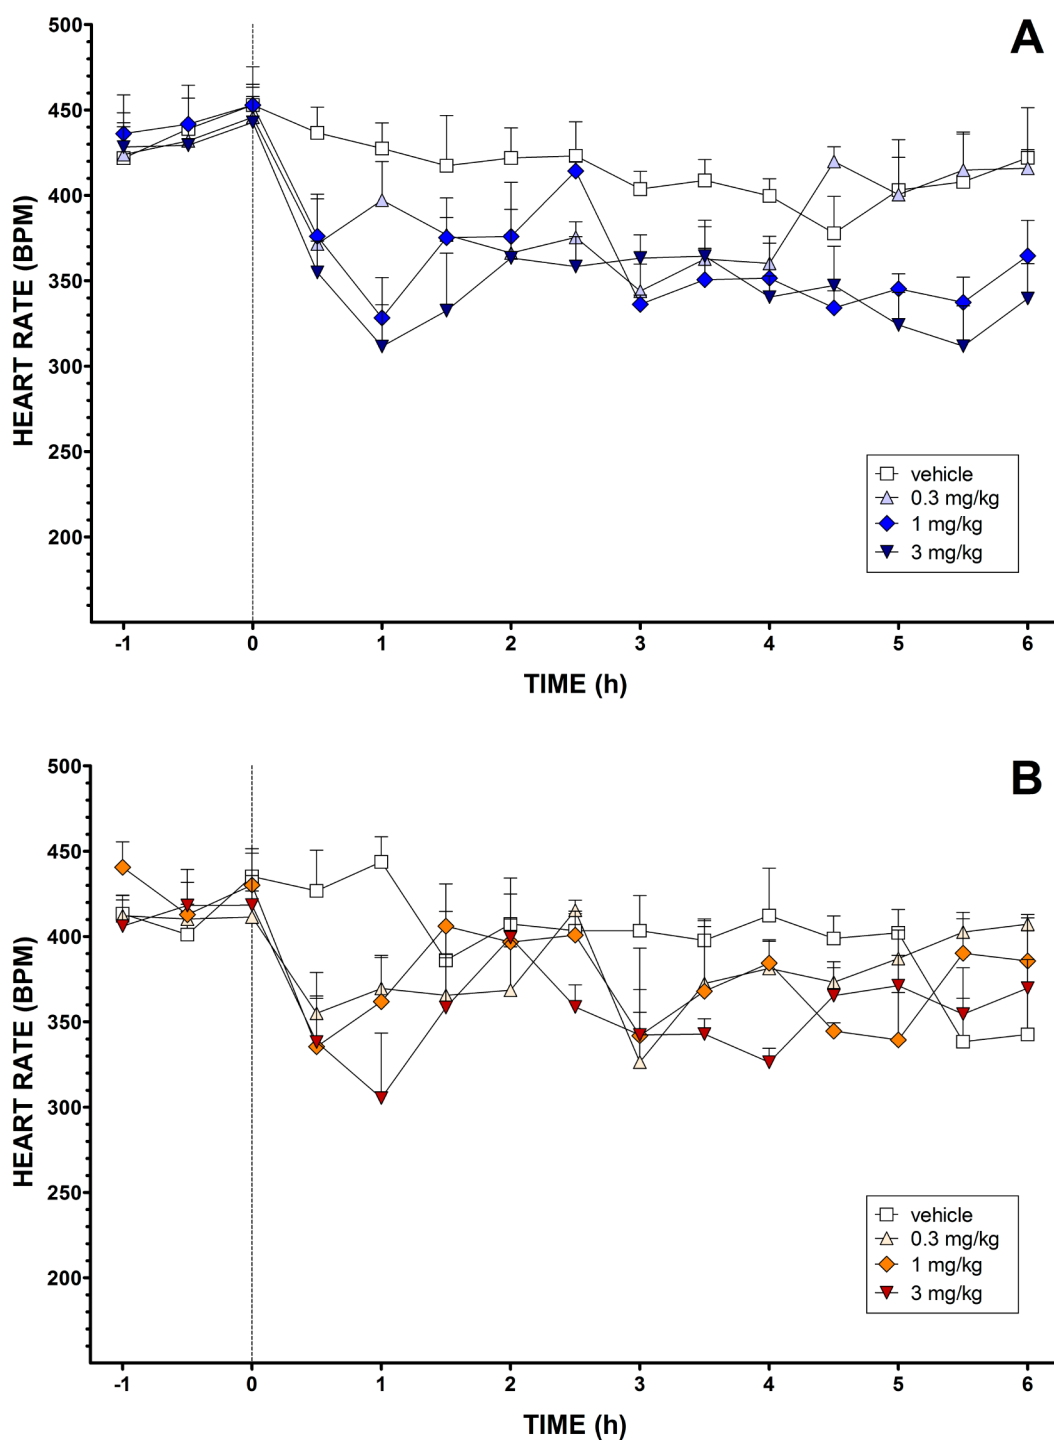 A
HEART RATE (BPM)
500
450
400
350
300
250
200
vehicle
0.3 mg/kg
1 mg/kg
3 mg/kg
-1 0 1 2 3 4 5 6
TIME (h)
B
HEART RATE (BPM)
500
450
400
350
300
250
200
vehicle
0.3 mg/kg
1 mg/kg
3 mg/kg
-1 0 1 2 3 4 5 6
TIME (h)